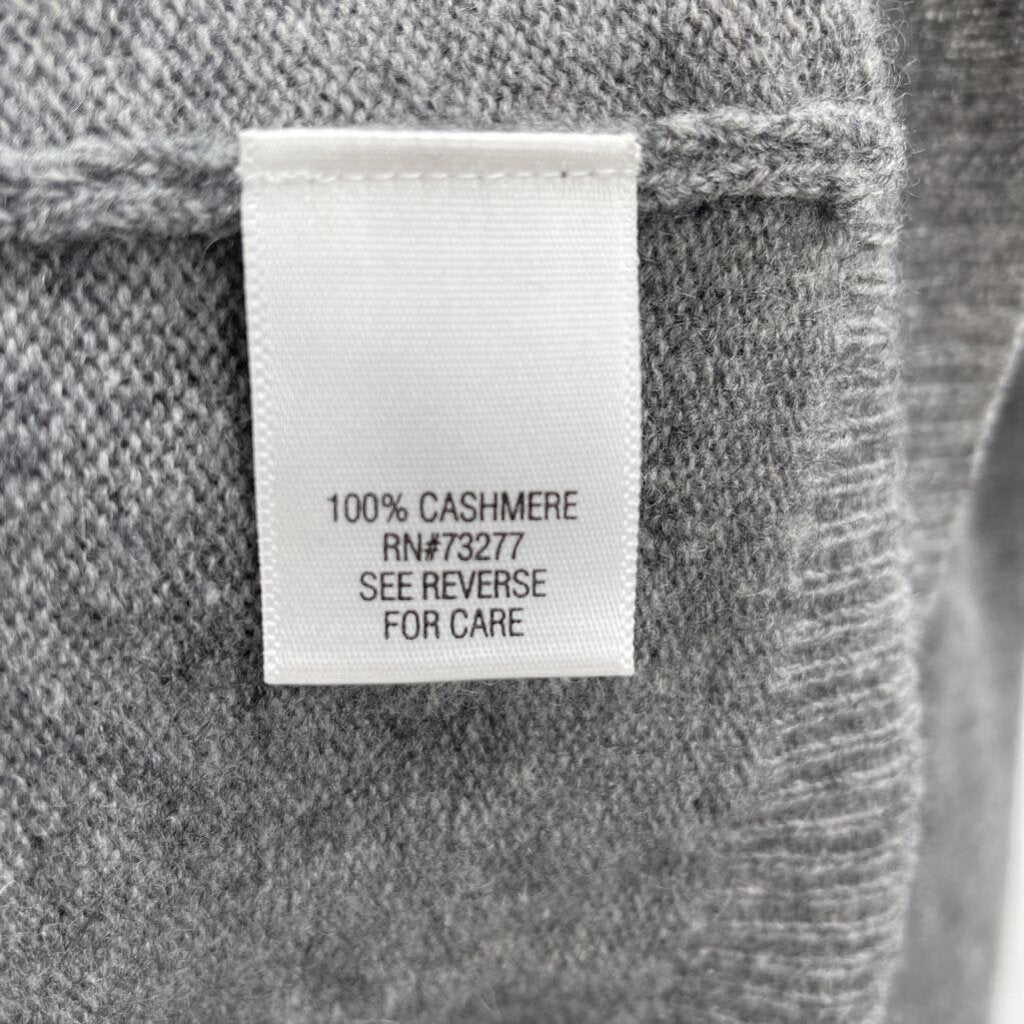 100% CASHMERE
RN#73277
SEE REVERSE
FOR CARE